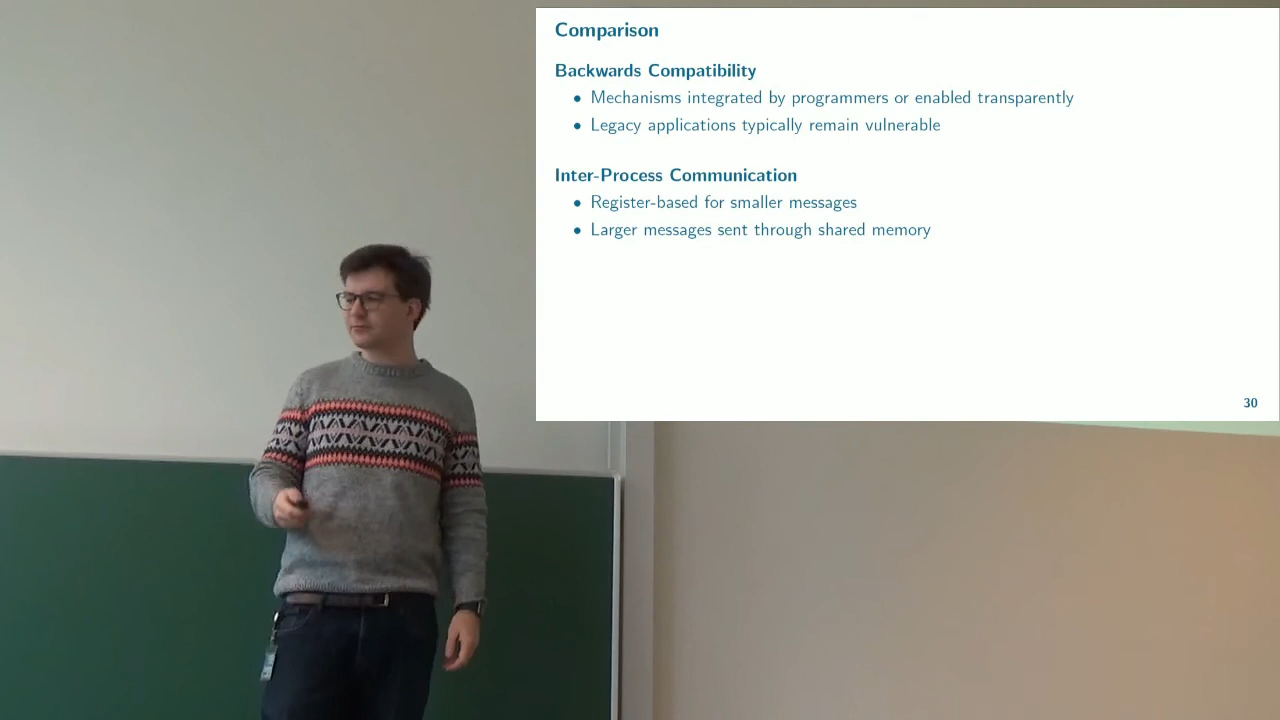 Comparison
Backwards Compatibility
• Mechanisms integrated by programmers or enabled transparently
• Legacy applications typically remain vulnerable
Inter-Process Communication
• Register-based for smaller messages
• Larger messages sent through shared memory
30